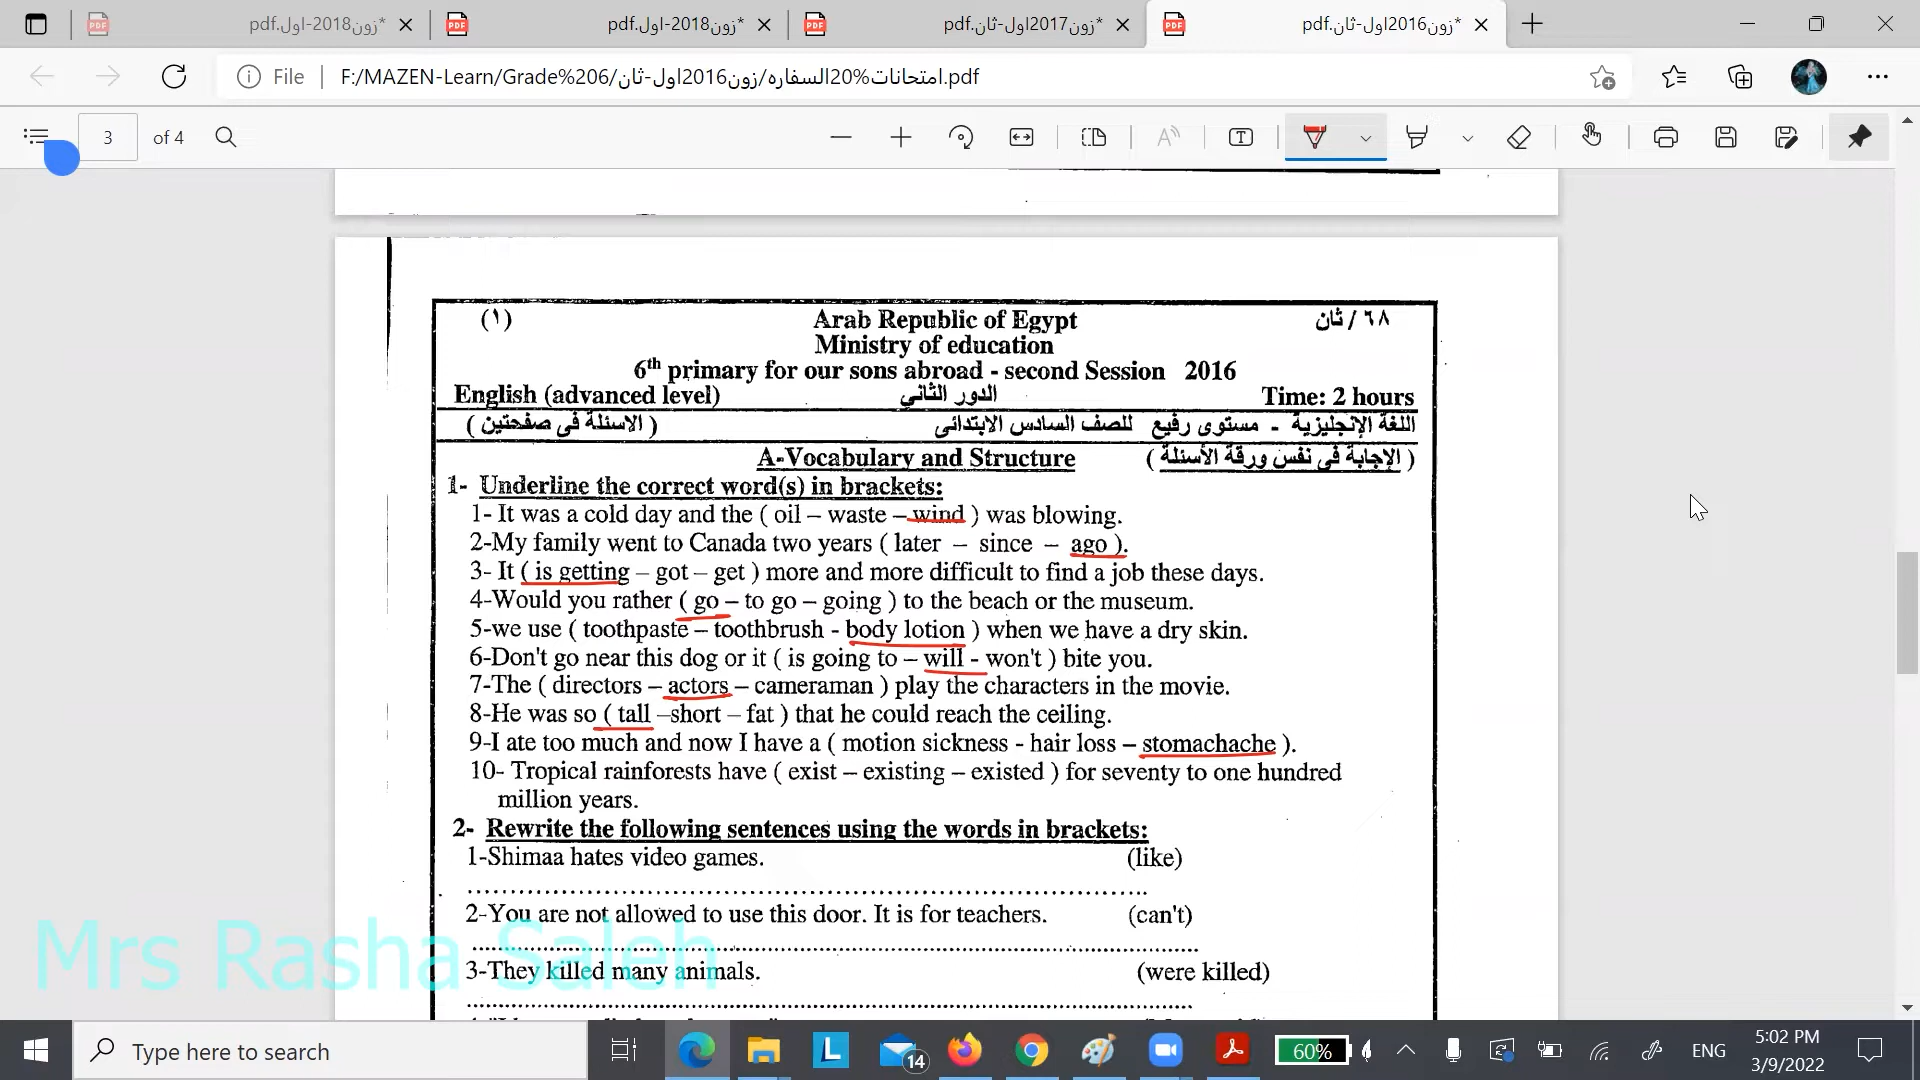 زون2018-اول.pdf*
زون2018-اول.pdf*
زون2017اول-ثان.pdf*
زون2016اول-ثان.pdf*
File F:/MAZEN-Learn/Grade%206/امتحانات%20السفاره/زون2016اول-ثان.pdf
3 of 4
(١) Arab Republic of Egypt ٦٨ / ثان
Ministry of education
6th primary for our sons abroad - second Session 2016
English (advanced level) الدور الثاني Time: 2 hours
اللغة الإنجليزية - مستوى رفيع للصف السادس الابتدائى ( الاسئلة فى صفحتين )
A-Vocabulary and Structure ( الإجابة فى نفس ورقة الأسئلة )
1- Underline the correct word(s) in brackets:
1- It was a cold day and the ( oil – waste – wind ) was blowing.
2-My family went to Canada two years ( later – since – ago ).
3- It ( is getting – got – get ) more and more difficult to find a job these days.
4-Would you rather ( go – to go – going ) to the beach or the museum.
5-we use ( toothpaste – toothbrush - body lotion ) when we have a dry skin.
6-Don't go near this dog or it ( is going to – will - won't ) bite you.
7-The ( directors – actors – cameraman ) play the characters in the movie.
8-He was so ( tall –short – fat ) that he could reach the ceiling.
9-I ate too much and now I have a ( motion sickness - hair loss – stomachache ).
10- Tropical rainforests have ( exist – existing – existed ) for seventy to one hundred
million years.
2- Rewrite the following sentences using the words in brackets:
1-Shimaa hates video games. (like)
2-You are not allowed to use this door. It is for teachers. (can't)
3-They killed many animals. (were killed)
Mrs Rasha Saleh
Type here to search
14
60%
ENG
5:02 PM
3/9/2022